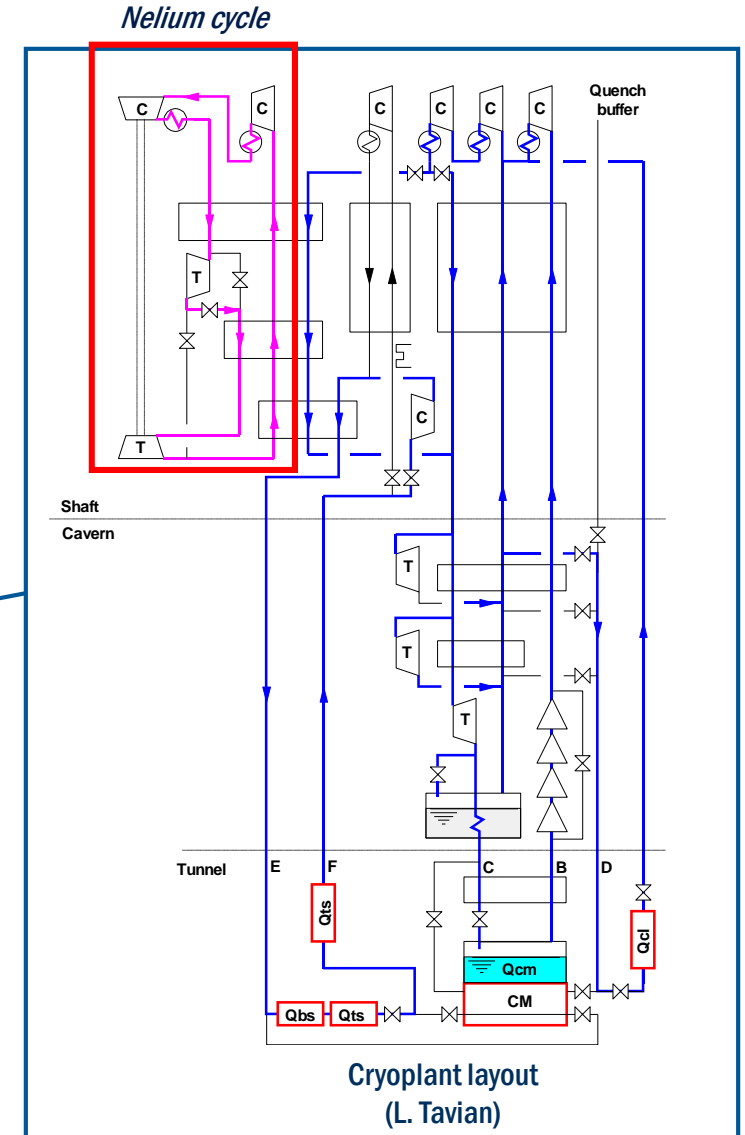 Nelium cycle
C
C
C
C
C
C
Quench
buffer
T
C
T
Shaft
Cavern
T
T
T
Tunnel
E
F
C
B
D
Qts
Qcl
Qcm
CM
Qbs
Qts
Cryoplant layout
(L. Tavian)